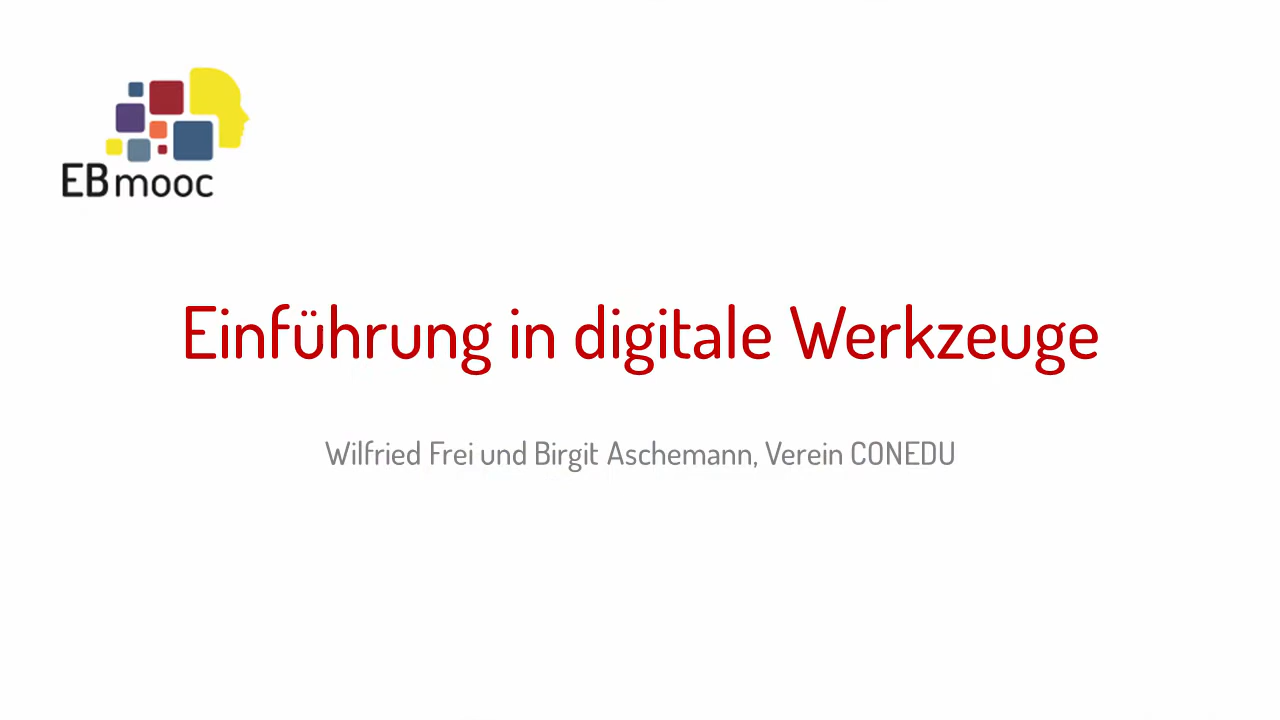 EBmooc
Einführung in digitale Werkzeuge
Wilfried Frei und Birgit Aschemann, Verein CONEDU